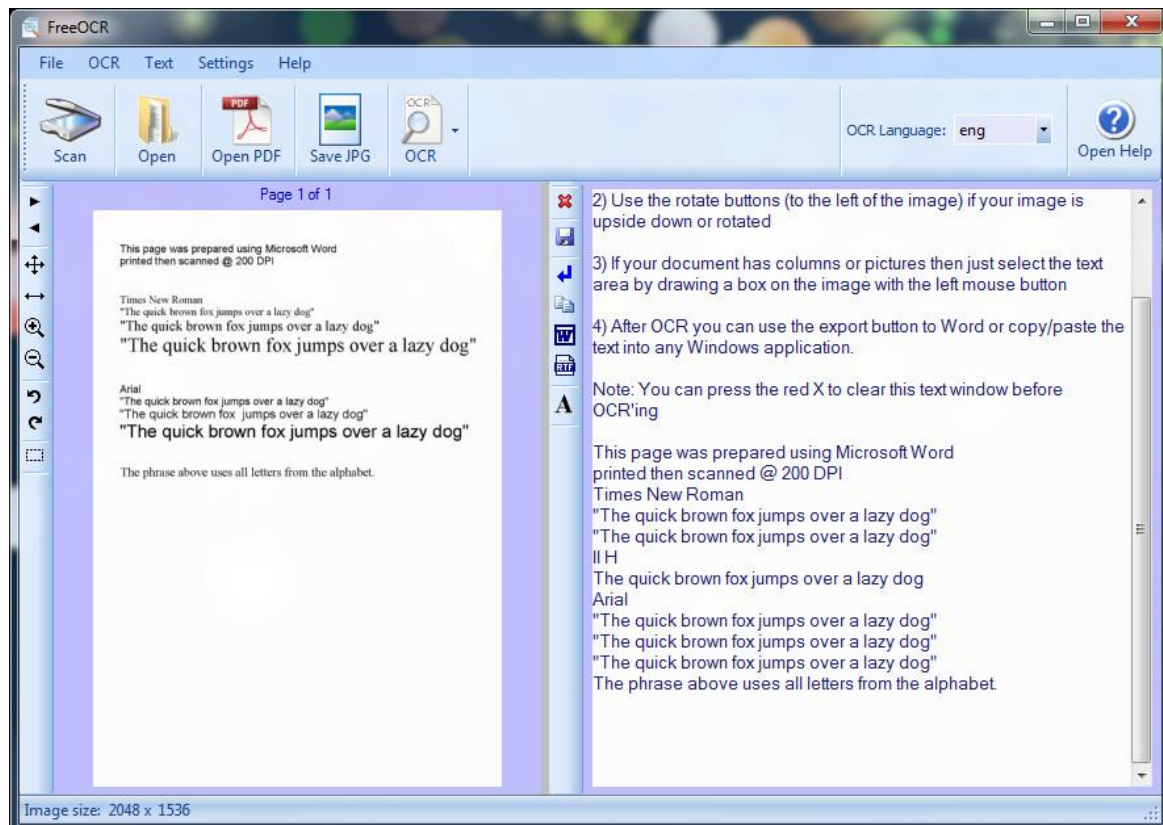 FreeOCR
File OCR Text Settings Help
OCR
PDF
Scan Open Open PDF Save JPG OCR OCR Language: eng Open Help
Page 1 of 1
This page was prepared using Microsoft Word
printed then scanned @ 200 DPI
Times New Roman
"The quick brown fox jumps over a lazy dog"
"The quick brown fox jumps over a lazy dog"
"The quick brown fox jumps over a lazy dog"
Arial
"The quick brown fox jumps over a lazy dog"
"The quick brown fox  jumps over a lazy dog"
"The quick brown fox jumps over a lazy dog"
The phrase above uses all letters from the alphabet.
W
RTF
A
2) Use the rotate buttons (to the left of the image) if your image is
upside down or rotated
3) If your document has columns or pictures then just select the text
area by drawing a box on the image with the left mouse button
4) After OCR you can use the export button to Word or copy/paste the
text into any Windows application.
Note: You can press the red X to clear this text window before
OCR'ing
This page was prepared using Microsoft Word
printed then scanned @ 200 DPI
Times New Roman
"The quick brown fox jumps over a lazy dog"
"The quick brown fox jumps over a lazy dog"
ll H
The quick brown fox jumps over a lazy dog
Arial
"The quick brown fox jumps over a lazy dog"
"The quick brown fox jumps over a lazy dog"
"The quick brown fox jumps over a lazy dog"
The phrase above uses all letters from the alphabet.
Image size: 2048 x 1536